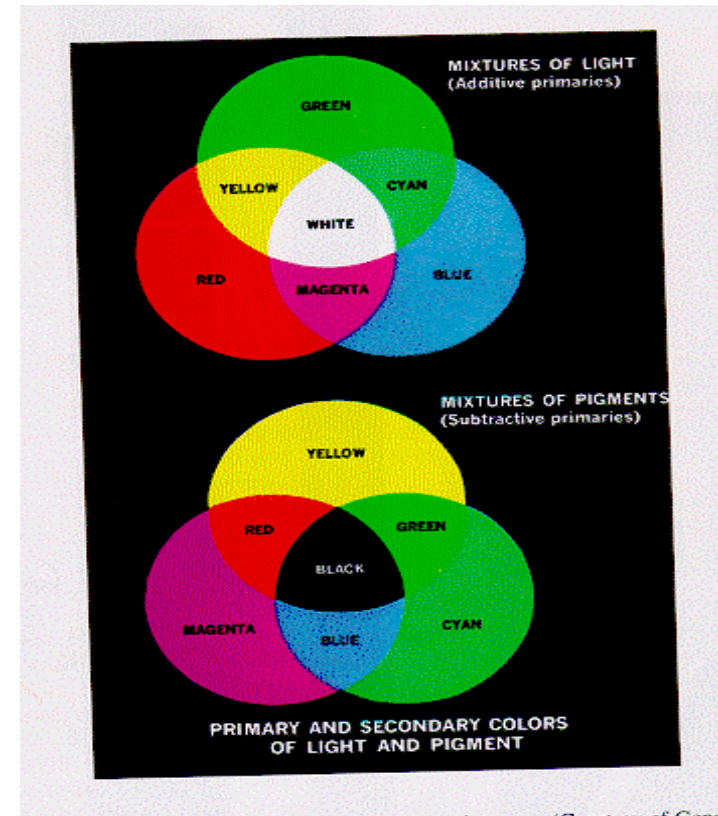 MIXTURES OF LIGHT
(Additive primaries)
GREEN
YELLOW
CYAN
WHITE
RED
BLUE
MAGENTA
MIXTURES OF PIGMENTS
(Subtractive primaries)
YELLOW
RED
GREEN
BLACK
MAGENTA
BLUE
CYAN
PRIMARY AND SECONDARY COLORS
OF LIGHT AND PIGMENT
of